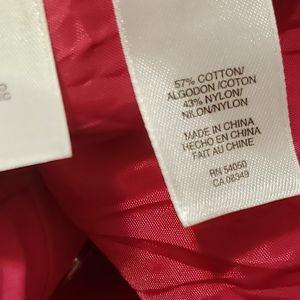 57% COTTON/
ALGODON /COTON
43% NYLON/
NILON/NYLON
MADE IN CHINA
HECHO EN CHINA
FAIT AU CHINE
RN 54050
CA 08949